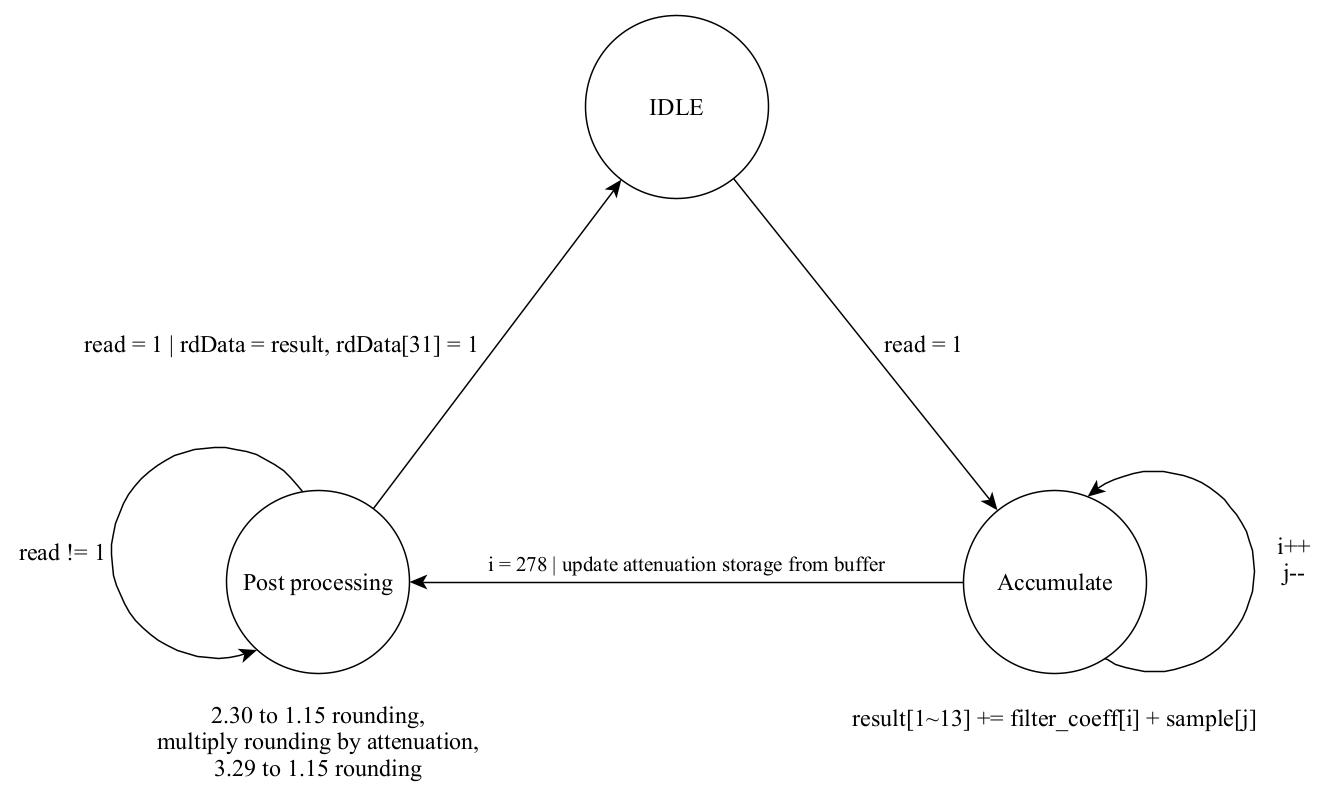 IDLE
read = 1 | rdData = result, rdData[31] = 1
read = 1
read != 1
Post processing
i = 278 | update attenuation storage from buffer
Accumulate
i++
j--
2.30 to 1.15 rounding,
multiply rounding by attenuation,
3.29 to 1.15 rounding
result[1~13] += filter_coeff[i] + sample[j]